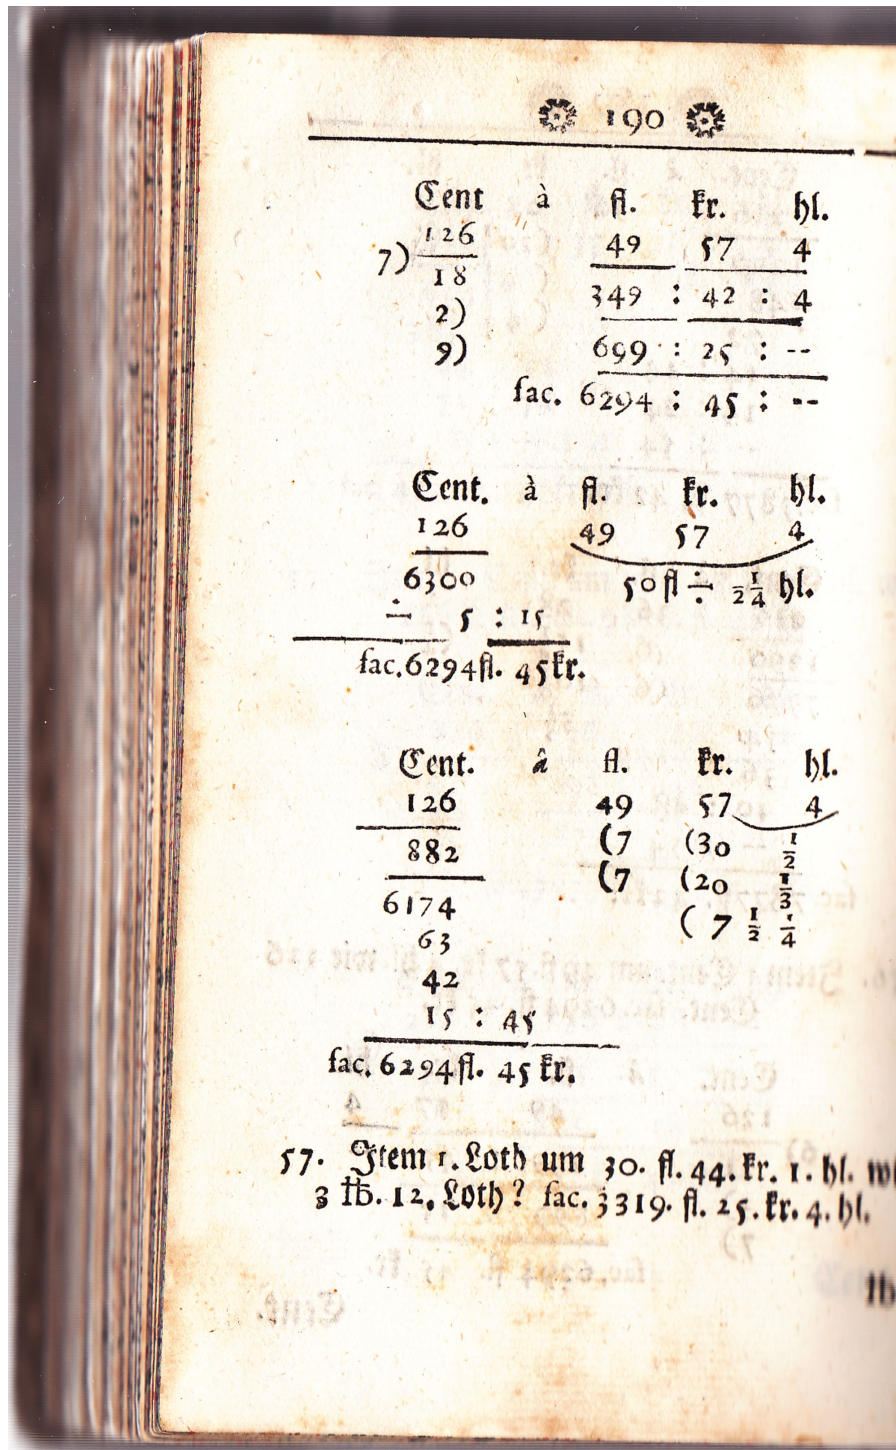 190
Cent à fl. kr. hl.
7) 126 49 57 4
18 349 : 42 : 4
2)
9) 699 : 25 : --
fac. 6294 : 45 : --
Cent. à fl. kr. hl.
126 49 57 4
6300 50 fl ÷ 2 1/4 hl.
÷ 5 : 15
fac. 6294 fl. 45 kr.
Cent. â fl. kr. hl.
126 49 57 4
882 (7 (30 1/2
(7 (20 1/3
6174 ( 7 1/2 1/4
63
42
15 : 45
fac. 6294 fl. 45 kr.
57. Item 1. Loth um 30. fl. 44. kr. 1. hl.
3 ℔. 12. Loth? fac. 3319. fl. 25. kr. 4. hl.
℔